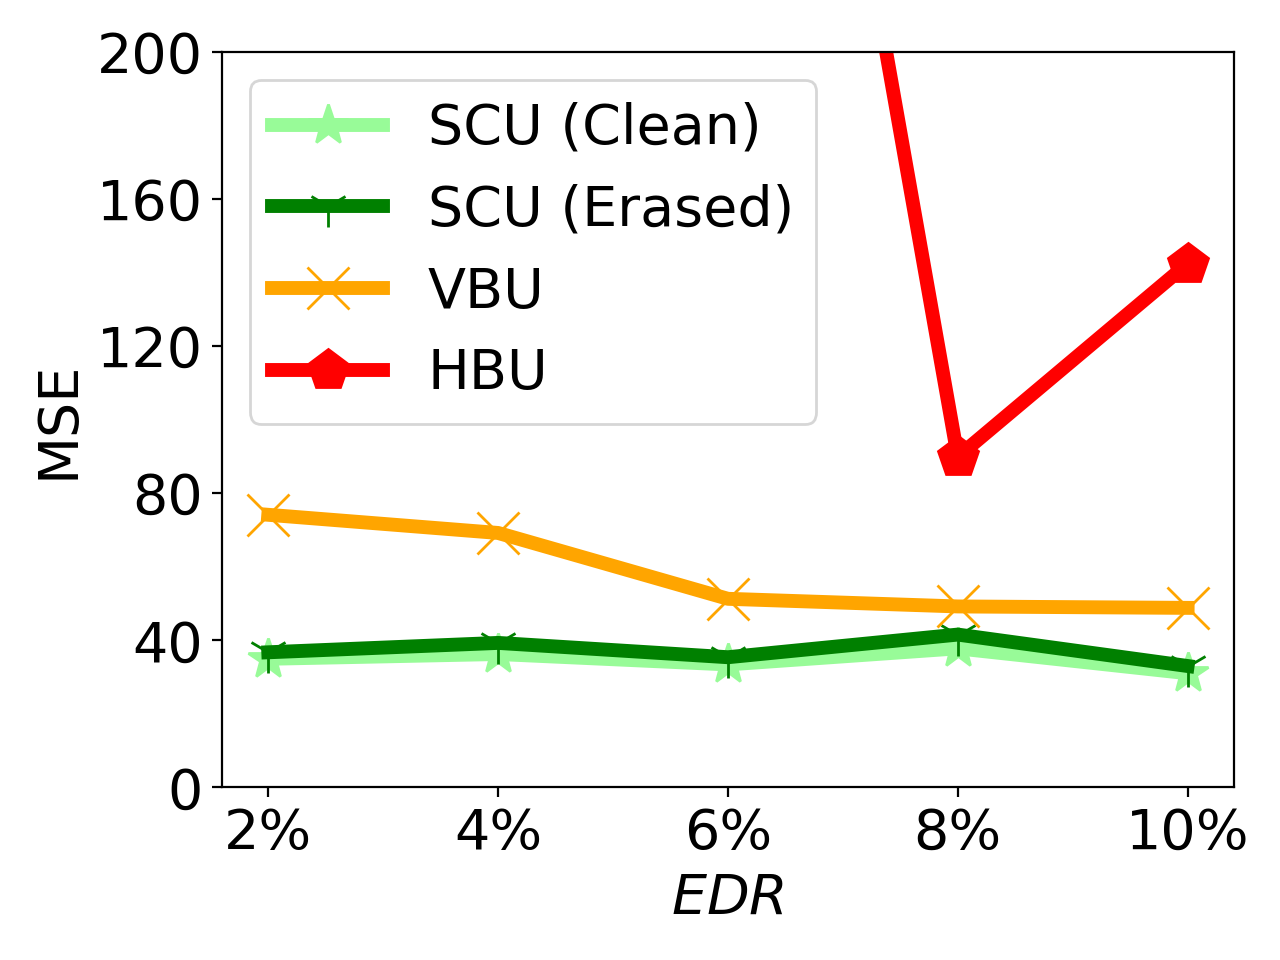 200
160
120
80
40
0
MSE
SCU (Clean)
SCU (Erased)
VBU
HBU
2% 4% 6% 8% 10%
EDR